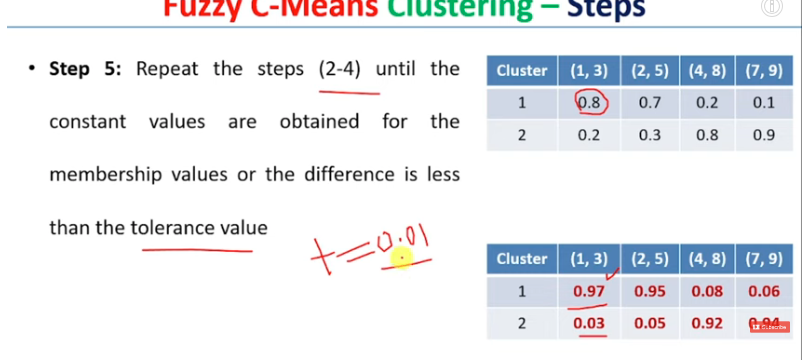 Fuzzy C-Means Clustering – Steps
• Step 5: Repeat the steps (2-4) until the
constant values are obtained for the
membership values or the difference is less
than the tolerance value
t=0.01
Cluster (1, 3) (2, 5) (4, 8) (7, 9)
1 0.8 0.7 0.2 0.1
2 0.2 0.3 0.8 0.9
Cluster (1, 3) (2, 5) (4, 8) (7, 9)
1 0.97 0.95 0.08 0.06
2 0.03 0.05 0.92
Subscribe